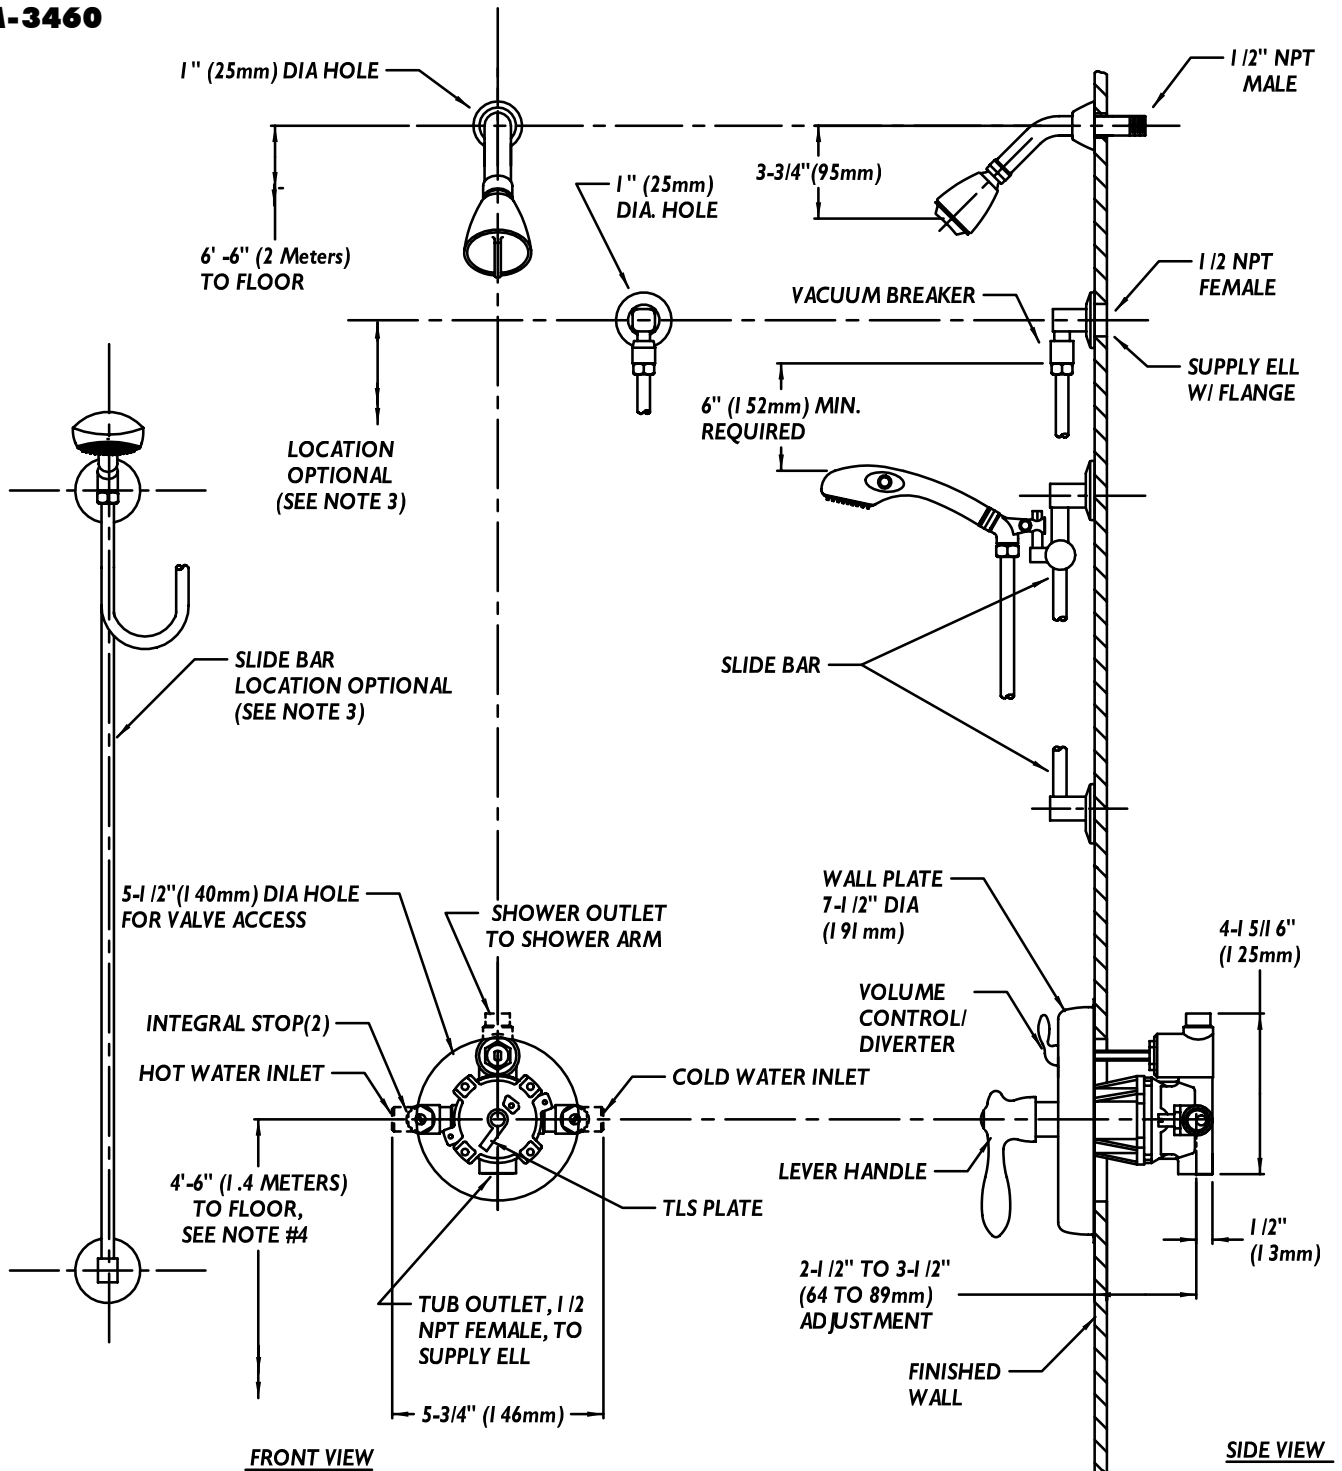 -3460
1" (25mm) DIA HOLE
1/2" NPT
MALE
3-3/4"(95mm)
1" (25mm)
DIA. HOLE
6' -6" (2 Meters)
TO FLOOR
1/2 NPT
FEMALE
VACUUM BREAKER
SUPPLY ELL
W/ FLANGE
6" (152mm) MIN.
REQUIRED
LOCATION
OPTIONAL
(SEE NOTE 3)
SLIDE BAR
LOCATION OPTIONAL
(SEE NOTE 3)
SLIDE BAR
5-1/2"(140mm) DIA HOLE
FOR VALVE ACCESS
SHOWER OUTLET
TO SHOWER ARM
WALL PLATE
7-1/2" DIA
(191mm)
4-15/16"
(125mm)
VOLUME
CONTROL/
DIVERTER
INTEGRAL STOP(2)
HOT WATER INLET
COLD WATER INLET
LEVER HANDLE
4'-6" (1.4 METERS)
TO FLOOR,
SEE NOTE #4
TLS PLATE
1/2"
(13mm)
2-1/2" TO 3-1/2"
(64 TO 89mm)
ADJUSTMENT
TUB OUTLET, 1/2
NPT FEMALE, TO
SUPPLY ELL
FINISHED
WALL
5-3/4" (146mm)
FRONT VIEW
SIDE VIEW